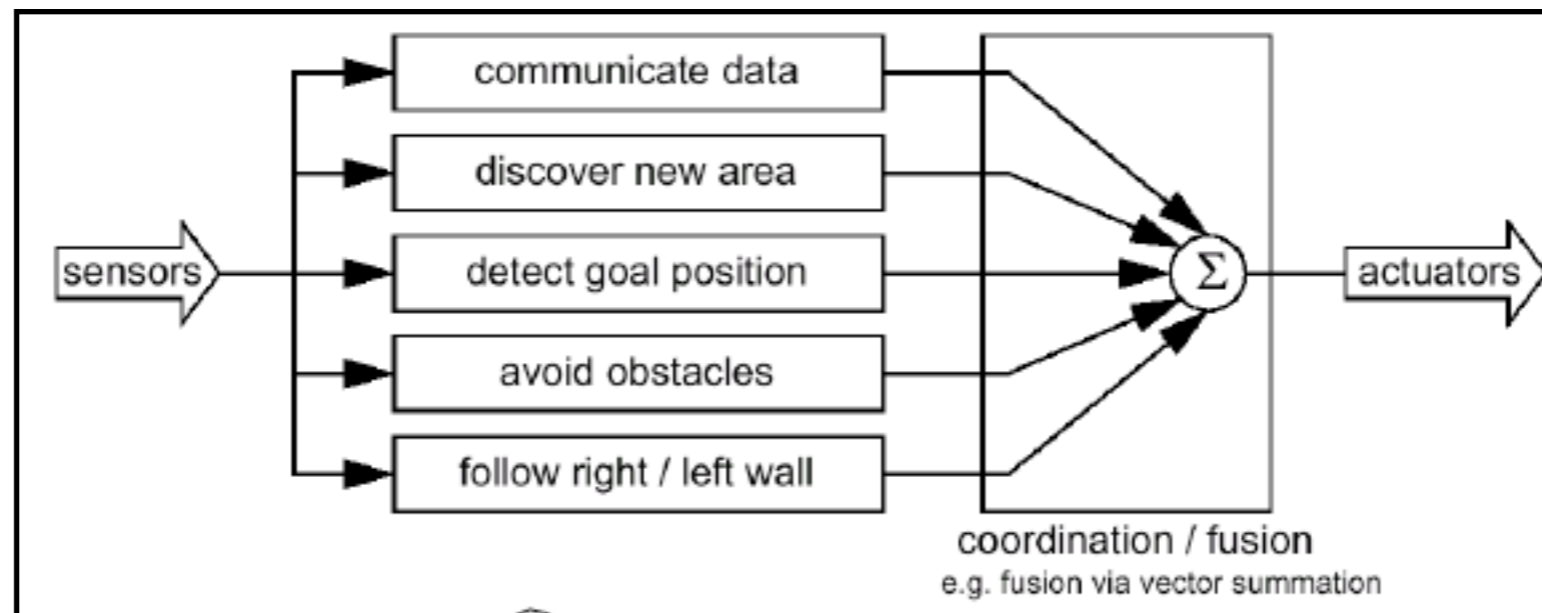 communicate data
discover new area
sensors
detect goal position
Σ
actuators
avoid obstacles
follow right / left wall
coordination / fusion
e.g. fusion via vector summation